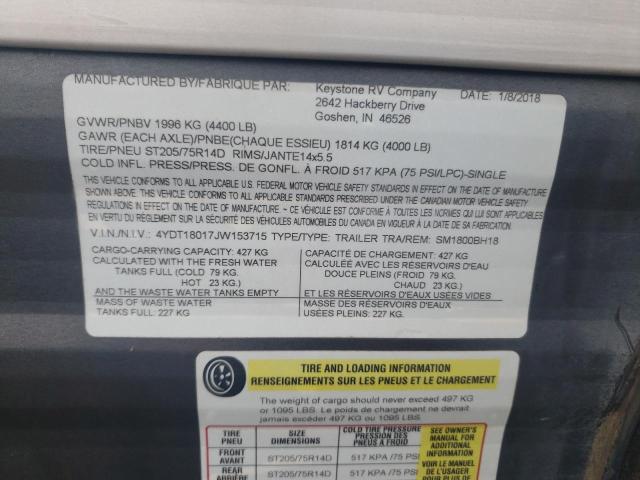 MANUFACTURED BY/FABRIQUE PAR: Keystone RV Company DATE: 1/8/2018
2642 Hackberry Drive
Goshen, IN 46526
GVWR/PNBV 1996 KG (4400 LB)
GAWR (EACH AXLE)/PNBE(CHAQUE ESSIEU) 1814 KG (4000 LB)
TIRE/PNEU ST205/75R14D RIMS/JANTE14x5.5
COLD INFL. PRESS/PRESS. DE GONFL. À FROID 517 KPA (75 PSI/LPC)-SINGLE
THIS VEHICLE CONFORMS TO ALL APPLICABLE U.S. FEDERAL MOTOR VEHICLE SAFETY STANDARDS IN EFFECT ON THE DATE OF MANUFACTURE
SHOWN ABOVE. THIS VEHICLE CONFORMS TO ALL APPLICABLE STANDARDS PRESCRIBED UNDER THE CANADIAN MOTOR VEHICLE SAFETY
REGULATIONS IN EFFECT ON THE DATE OF MANUFACTURE / CE VÉHICULE EST CONFORME À TOUTES LES NORMES QUI LUI SONT APPLICABLES
EN VERTU DU RÈGLEMENT SUR LA SÉCURITÉ DES VÉHICULES AUTOMOBILES DU CANADA EN VIGUEUR À LA DATE DE SA FABRICATION.
V.I.N./N.I.V.: 4YDT18017JW153715 TYPE/TYPE: TRAILER TRA/REM: SM1800BH18
CARGO-CARRYING CAPACITY: 427 KG
CALCULATED WITH THE FRESH WATER
TANKS FULL (COLD 79 KG.
HOT 23 KG.)
AND THE WASTE WATER TANKS EMPTY
MASS OF WASTE WATER
TANKS FULL: 227 KG
CAPACITÉ DE CHARGEMENT: 427 KG
CALCULÉE AVEC LES RÉSERVOIRS D'EAU
DOUCE PLEINS (FROID 79 KG.
CHAUD 23 KG.)
ET LES RÉSERVOIRS D'EAUX USÉES VIDES
MASSE DES RÉSERVOIRS D'EAUX
USÉES PLEINS: 227 KG
TIRE AND LOADING INFORMATION
RENSEIGNEMENTS SUR LES PNEUS ET LE CHARGEMENT
The weight of cargo should never exceed 497 KG
or 1095 LBS. Le poids de chargement ne devrait
jamais excéder 497 KG ou 1095 LBS.
TIRE
PNEU
SIZE
DIMENSIONS
COLD TIRE PRESSURE
PRESSION DES
PNEUS A FROID
SEE OWNER'S
MANUAL FOR
ADDITIONAL
INFORMATION
VOIR LE MANUEL
DE L'USAGER
POUR PLUS DE
FRONT
AVANT
ST205/75R14D
517 KPA /75 PSI
REAR
ARRIÈRE
ST205/75R14D
517 KPA /75 PSI